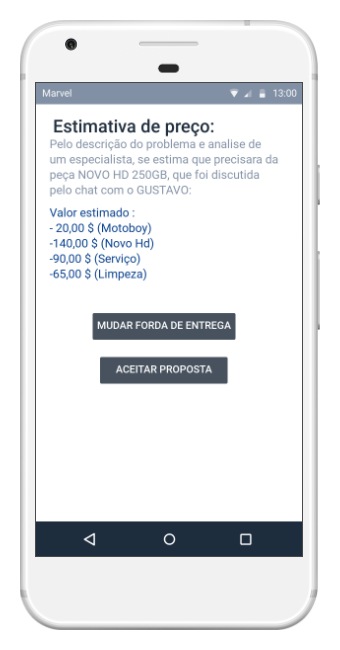 Marvel 13:00
Estimativa de preço:
Pelo descrição do problema e analise de
um especialista, se estima que precisara da
peça NOVO HD 250GB, que foi discutida
pelo chat com o GUSTAVO:
Valor estimado :
- 20,00 $ (Motoboy)
-140,00 $ (Novo Hd)
-90,00 $ (Serviço)
-65,00 $ (Limpeza)
MUDAR FORDA DE ENTREGA
ACEITAR PROPOSTA